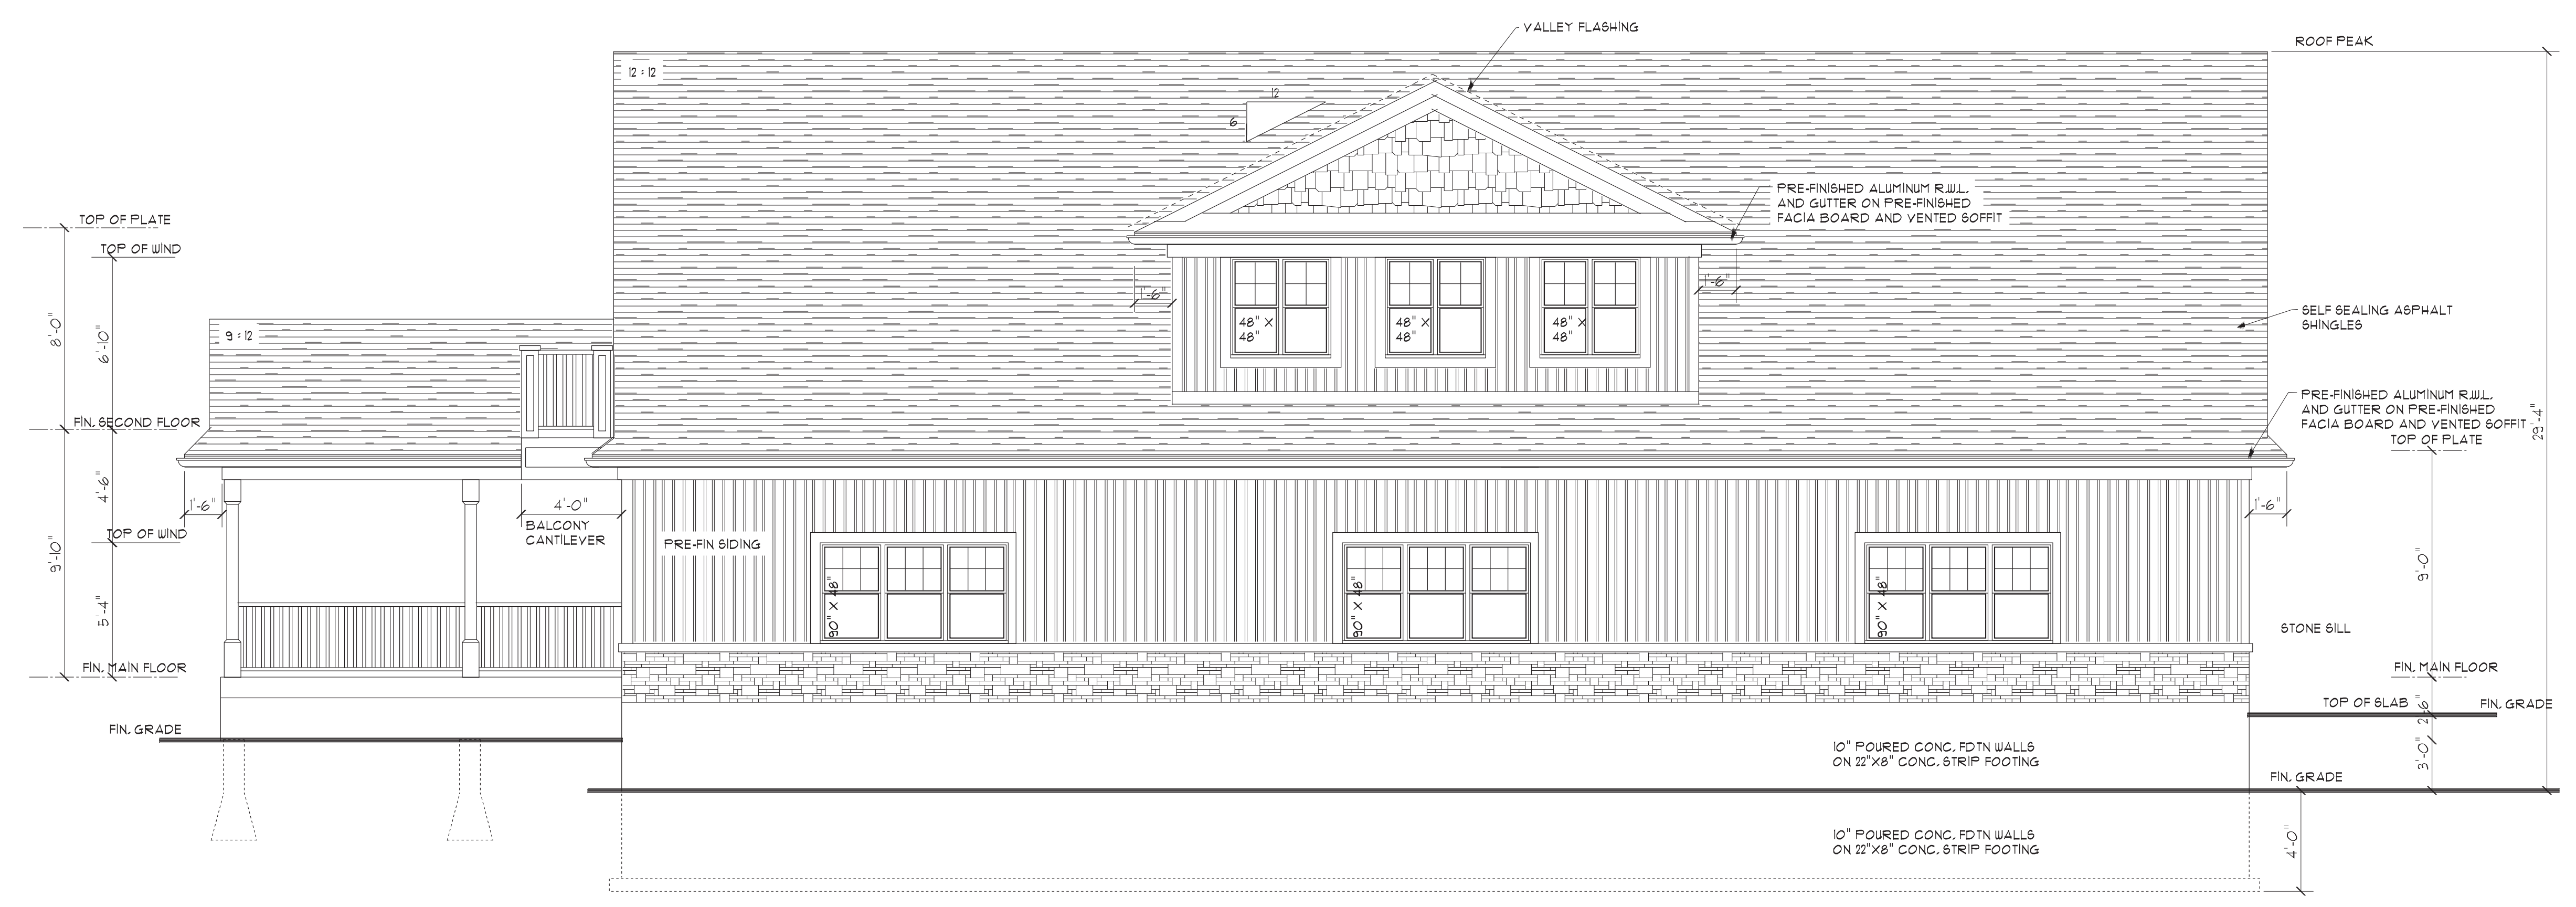 VALLEY FLASHING
ROOF PEAK
12 : 12
12
6
PRE-FINISHED ALUMINUM R.W.L.
AND GUTTER ON PRE-FINISHED
FACIA BOARD AND VENTED SOFFIT
TOP OF PLATE
TOP OF WIND
8'-0"
6'-10"
1'-6"
1'-6"
48" X
48"
48" X
48"
48" X
48"
SELF SEALING ASPHALT
SHINGLES
9 : 12
PRE-FINISHED ALUMINUM R.W.L.
AND GUTTER ON PRE-FINISHED
FACIA BOARD AND VENTED SOFFIT
29'-4"
FIN. SECOND FLOOR
TOP OF PLATE
4'-6"
1'-6"
4'-0"
BALCONY
CANTILEVER
1'-6"
TOP OF WIND
PRE-FIN SIDING
9'-10"
5'-4"
90" X 48"
90" X 48"
90" X 48"
9'-0"
STONE SILL
FIN. MAIN FLOOR
FIN. MAIN FLOOR
TOP OF SLAB
FIN. GRADE
FIN. GRADE
3'-0"
10" POURED CONC. FDTN WALLS
ON 22"X8" CONC. STRIP FOOTING
FIN. GRADE
10" POURED CONC. FDTN WALLS
ON 22"X8" CONC. STRIP FOOTING
4'-0"